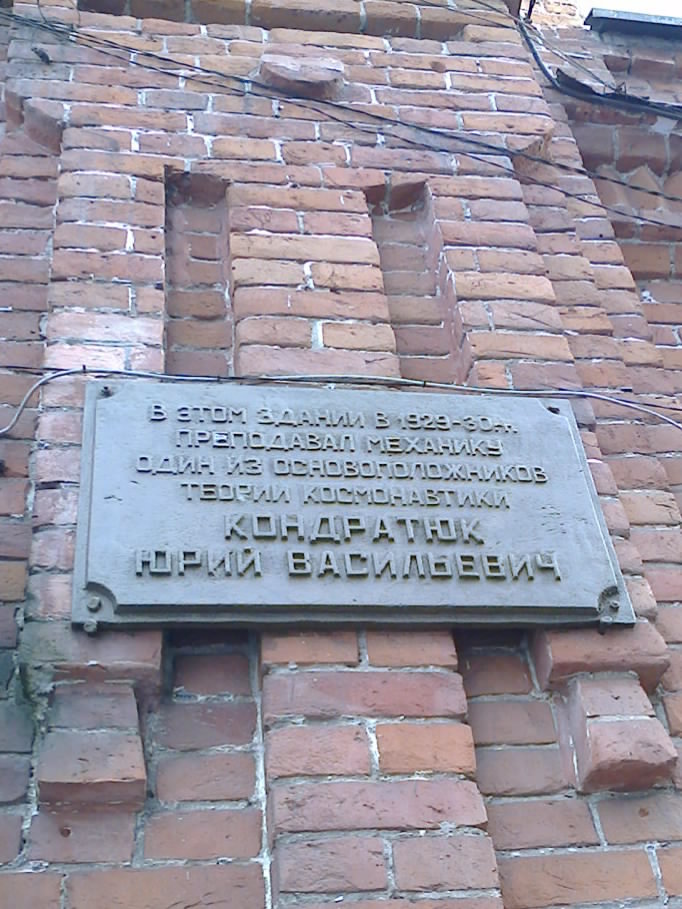 В ЭТОМ ЗДАНИИ В 1929-30гг.
ПРЕПОДАВАЛ МЕХАНИКУ
ОДИН ИЗ ОСНОВОПОЛОЖНИКОВ
ТЕОРИИ КОСМОНАВТИКИ
КОНДРАТЮК
ЮРИЙ ВАСИЛЬЕВИЧ